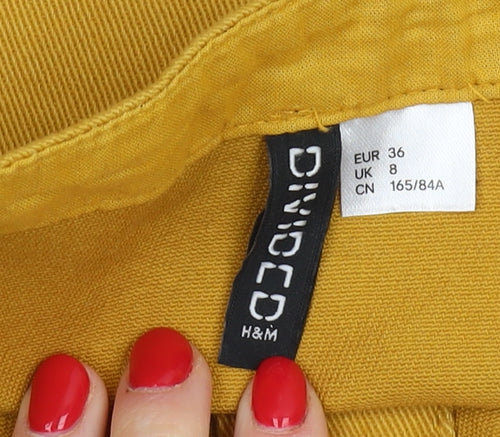 DIVIDED
H&M
EUR 36
UK 8
CN 165/84A